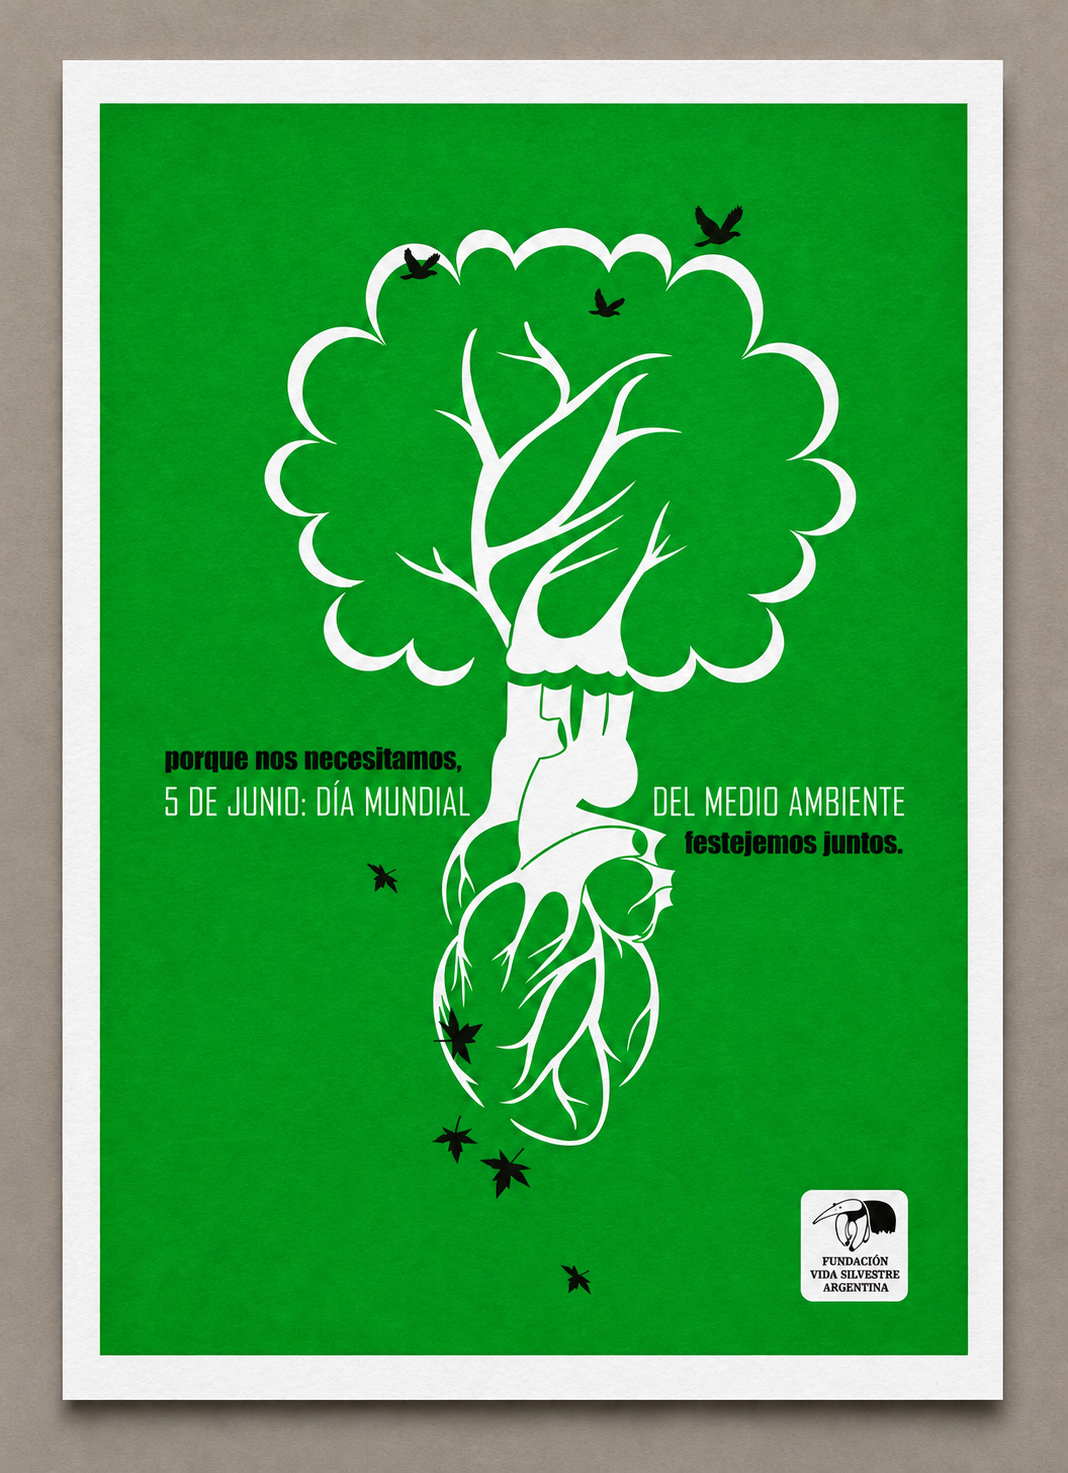 porque nos necesitamos,
5 DE JUNIO: DÍA MUNDIAL DEL MEDIO AMBIENTE
festejemos juntos.
FUNDACIÓN
VIDA SILVESTRE
ARGENTINA